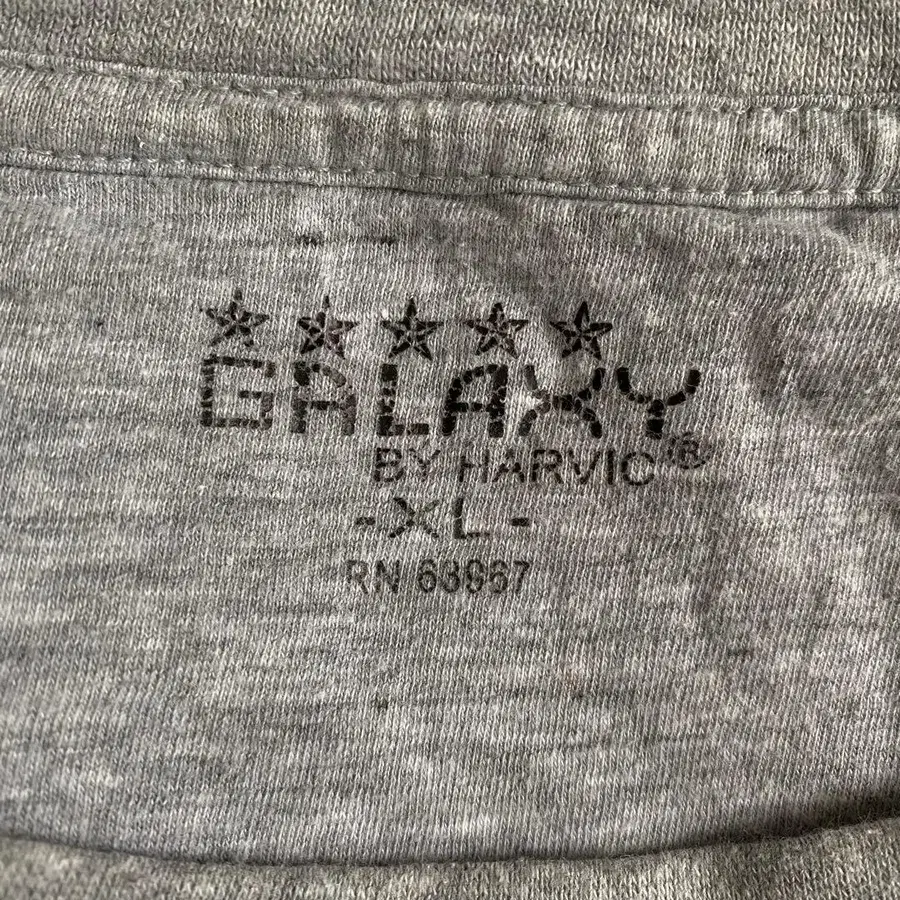 GALAXY
BY HARVIC®
-XL-
RN 63967